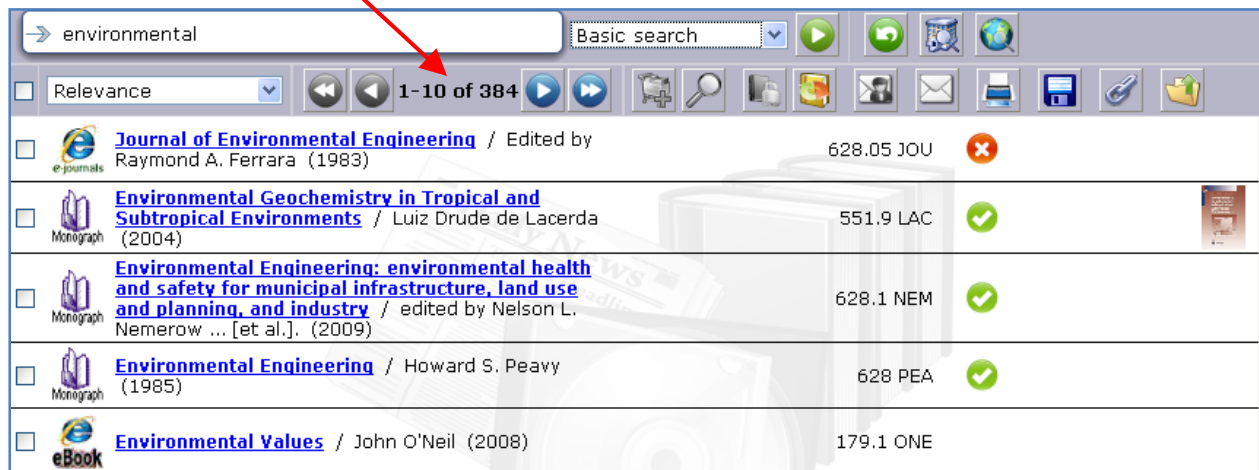 environmental
Basic search
Relevance
1-10 of 384
e-journals
Journal of Environmental Engineering / Edited by
Raymond A. Ferrara (1983)
628.05 JOU
Monograph
Environmental Geochemistry in Tropical and
Subtropical Environments / Luiz Drude de Lacerda
(2004)
551.9 LAC
Monograph
Environmental Engineering: environmental health
and safety for municipal infrastructure, land use
and planning, and industry / edited by Nelson L.
Nemerow ... [et al.]. (2009)
628.1 NEM
Monograph
Environmental Engineering / Howard S. Peavy
(1985)
628 PEA
eBook
Environmental Values / John O'Neil (2008)
179.1 ONE